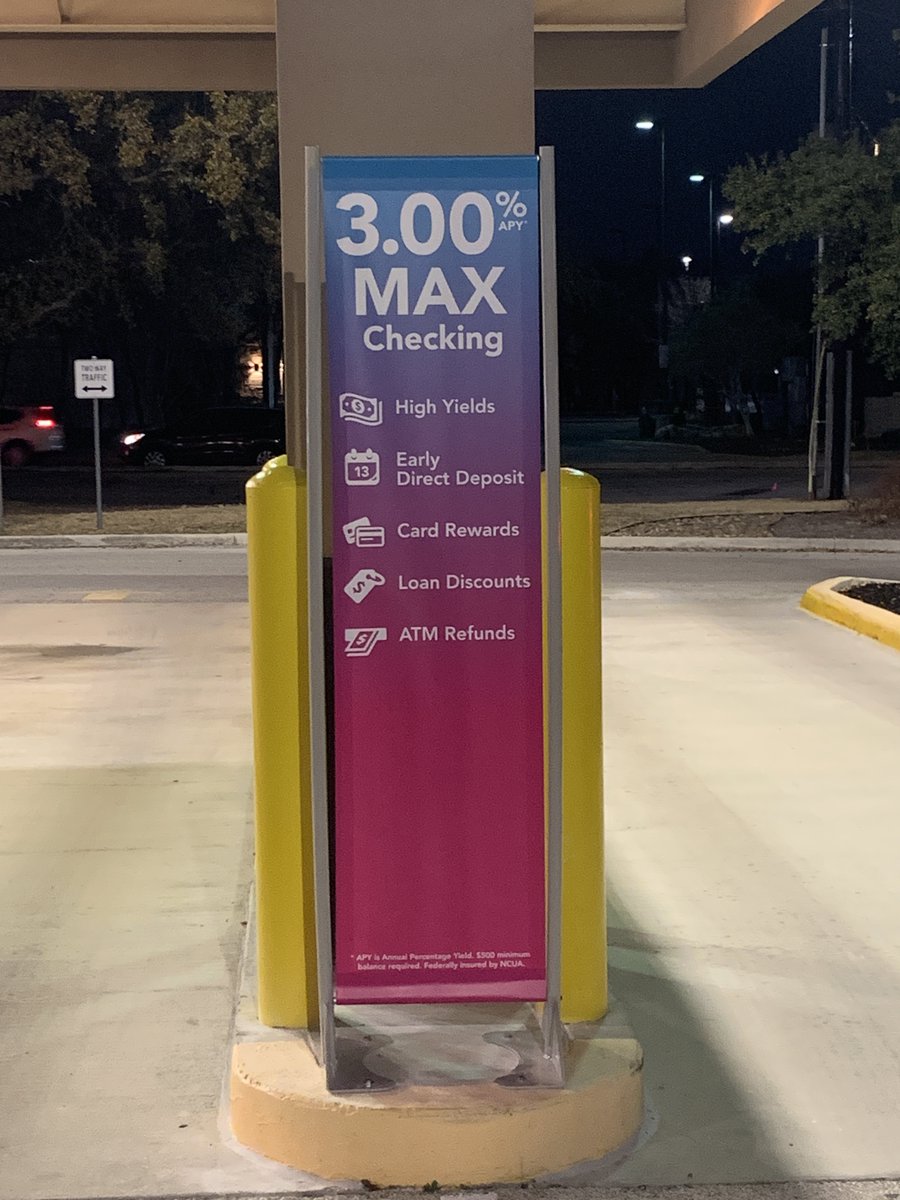 3.00%
APY*
MAX
Checking
High Yields
13
Early
Direct Deposit
Card Rewards
Loan Discounts
ATM Refunds
* APY is Annual Percentage Yield. $500 minimum
balance required. Federally insured by NCUA.
TWO WAY
TRAFFIC